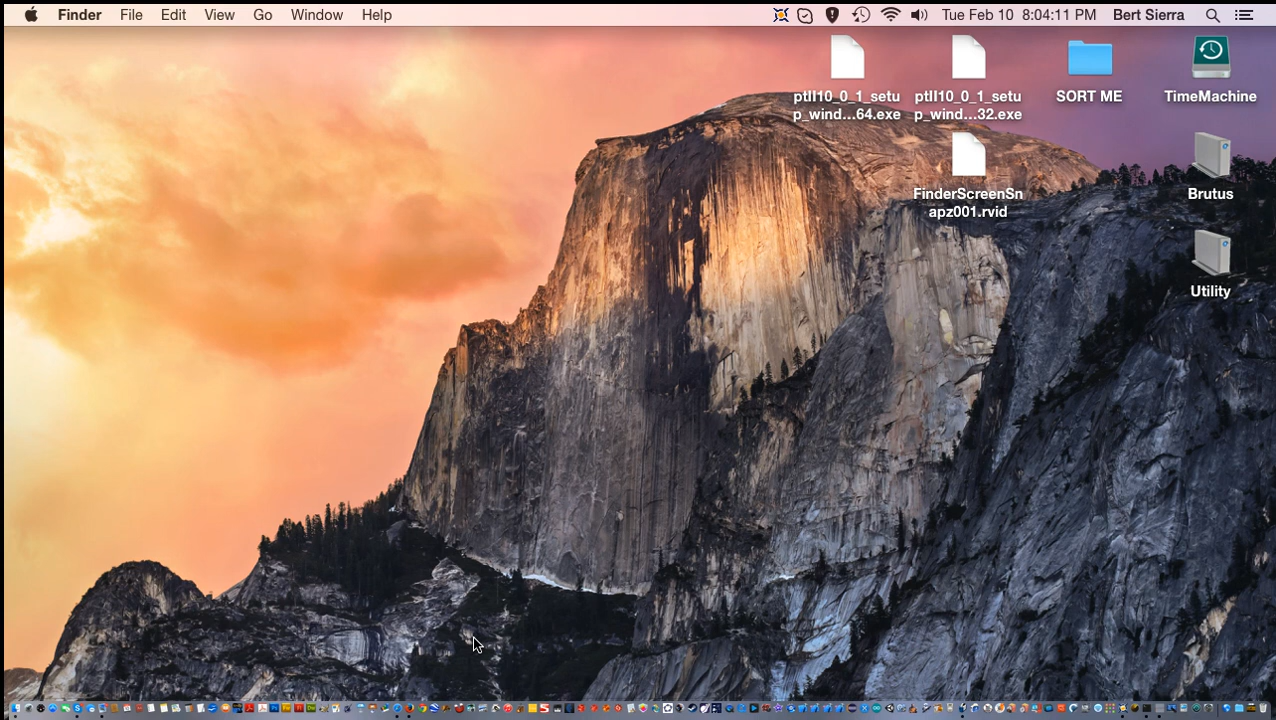 Finder File Edit View Go Window Help Tue Feb 10 8:04:11 PM Bert Sierra
ptII10_0_1_setu
p_wind...64.exe
ptII10_0_1_setu
p_wind...32.exe
SORT ME
TimeMachine
FinderScreenSn
apz001.rvid
Brutus
Utility